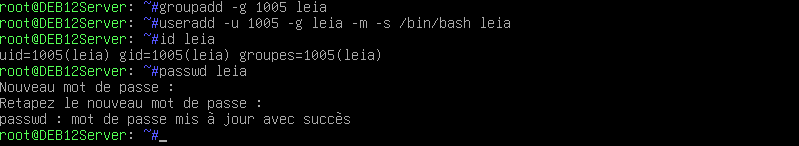 root@DEB12Server: ~#groupadd -g 1005 leia
root@DEB12Server: ~#useradd -u 1005 -g leia -m -s /bin/bash leia
root@DEB12Server: ~#id leia
uid=1005(leia) gid=1005(leia) groupes=1005(leia)
root@DEB12Server: ~#passwd leia
Nouveau mot de passe :
Retapez le nouveau mot de passe :
passwd : mot de passe mis à jour avec succès
root@DEB12Server: ~#_